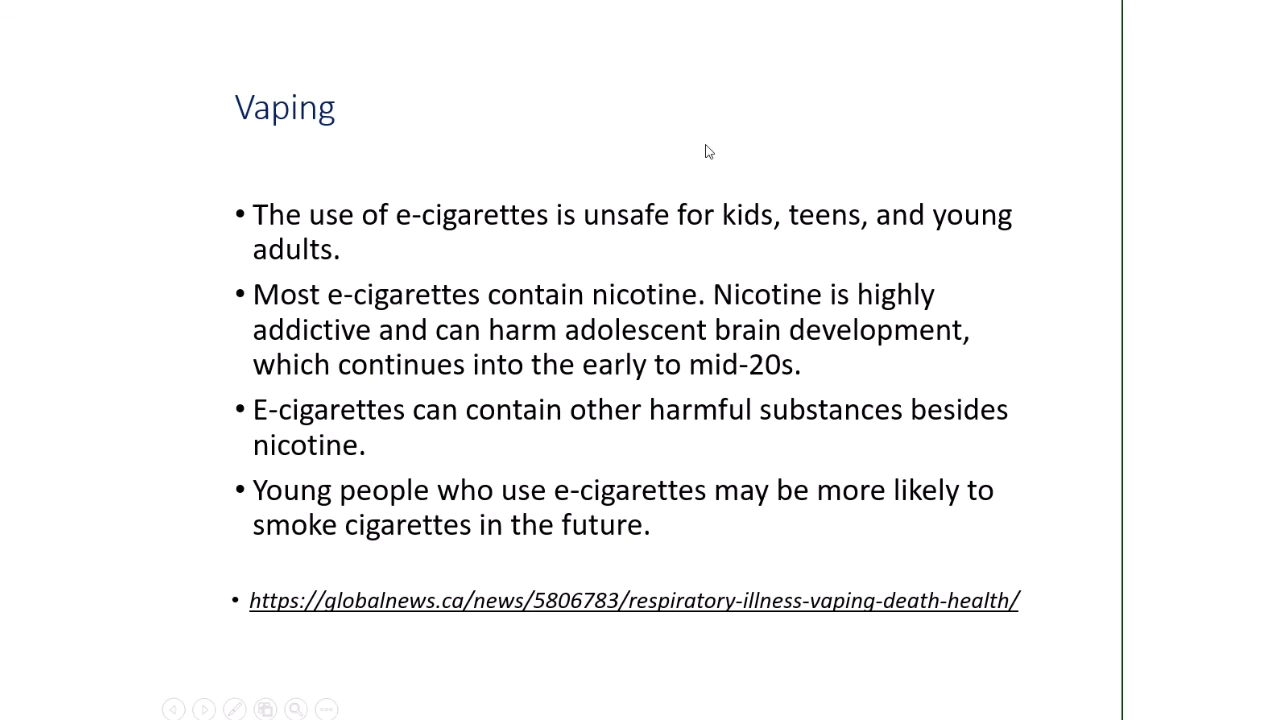 Vaping
• The use of e-cigarettes is unsafe for kids, teens, and young
adults.
• Most e-cigarettes contain nicotine. Nicotine is highly
addictive and can harm adolescent brain development,
which continues into the early to mid-20s.
• E-cigarettes can contain other harmful substances besides
nicotine.
• Young people who use e-cigarettes may be more likely to
smoke cigarettes in the future.
• https://globalnews.ca/news/5806783/respiratory-illness-vaping-death-health/